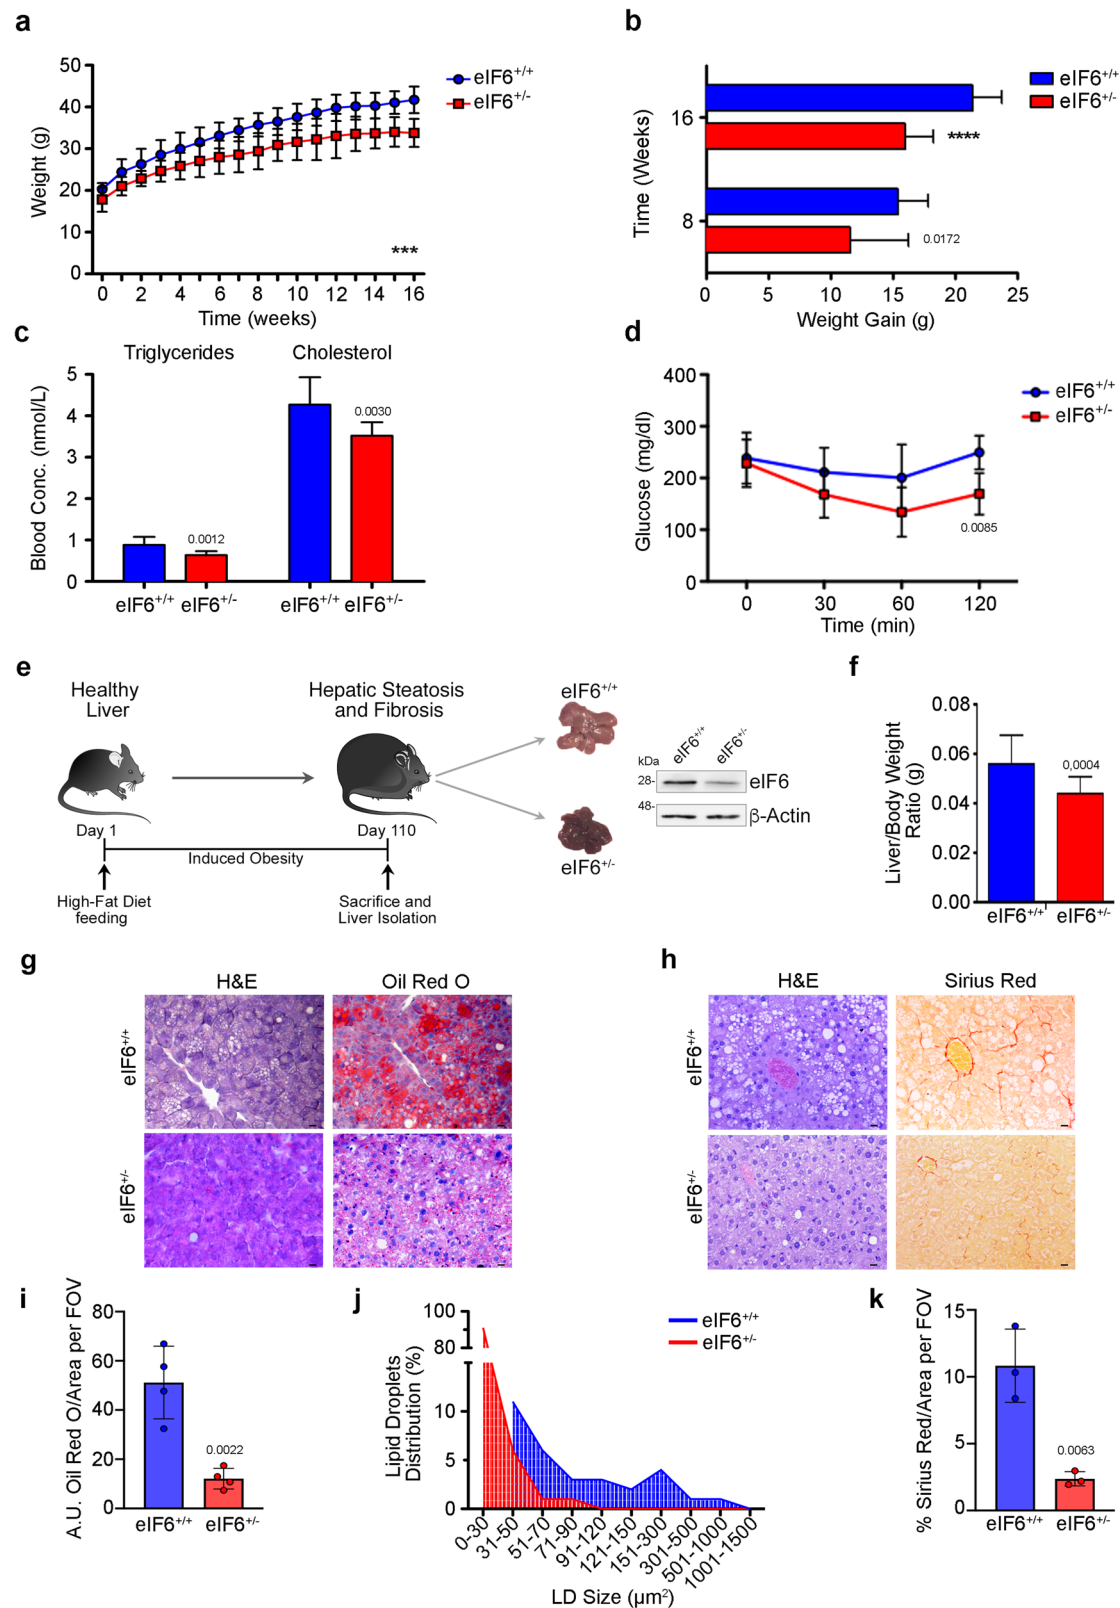 a
50
40
30
20
10
0
Weight (g)
0 2 4 6 8 10 12 14 16
Time (weeks)
***
eIF6+/+
eIF6+/-
b
Time (Weeks)
16
8
****
0.0172
0 5 10 15 20 25
Weight Gain (g)
eIF6+/+
eIF6+/-
c
Triglycerides Cholesterol
Blood Conc. (nmol/L)
5
4
3
2
1
0
0.0012
0.0030
eIF6+/+ eIF6+/- eIF6+/+ eIF6+/-
d
Glucose (mg/dl)
400
300
200
100
0
0.0085
0 30 60 120
Time (min)
eIF6+/+
eIF6+/-
e
Healthy
Liver
Hepatic Steatosis
and Fibrosis
Day 1
Day 110
Induced Obesity
High-Fat Diet
feeding
Sacrifice and
Liver Isolation
eIF6+/+
eIF6+/-
kDa
eIF6+/+ eIF6+/-
28- eIF6
48- β-Actin
f
Liver/Body Weight
Ratio (g)
0.08
0.06
0.04
0.02
0.00
0,0004
eIF6+/+ eIF6+/-
g
H&E Oil Red O
eIF6+/+
eIF6+/-
h
H&E Sirius Red
eIF6+/+
eIF6+/-
i
A.U. Oil Red O/Area per FOV
80
60
40
20
0
0.0022
eIF6+/+ eIF6+/-
j
Lipid Droplets
Distribution (%)
100
80
10
5
0
0-30 31-50 51-70 71-90 91-120 121-150 151-300 301-500 501-1000 1001-1500
LD Size (µm²)
eIF6+/+
eIF6+/-
k
% Sirius Red/Area per FOV
15
10
5
0
0.0063
eIF6+/+ eIF6+/-